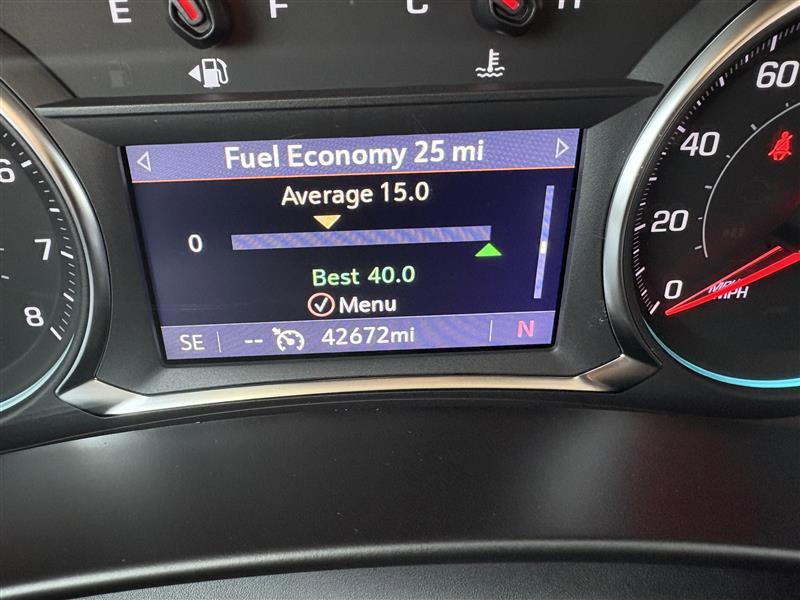 E F C H
Fuel Economy 25 mi
Average 15.0
0
Best 40.0
Menu
SE -- 42672mi N
6
7
8
60
40
20
0
MPH